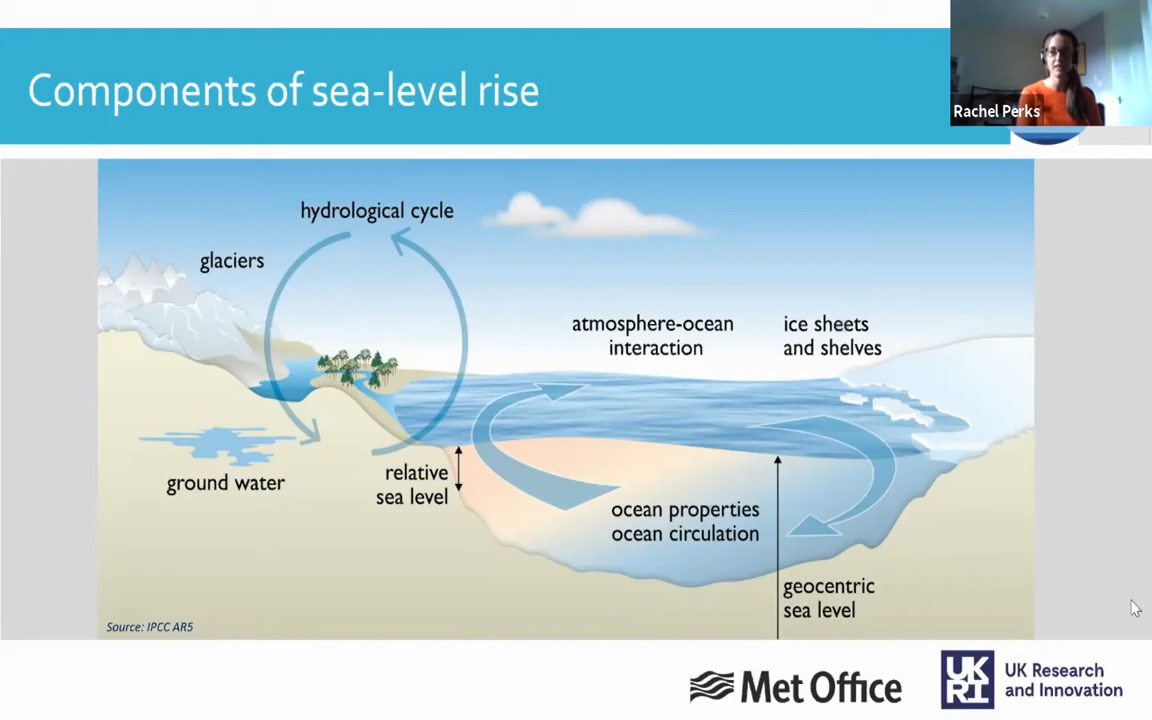 Components of sea-level rise
Rachel Perks
hydrological cycle
glaciers
atmosphere-ocean
interaction
ice sheets
and shelves
ground water
relative
sea level
ocean properties
ocean circulation
geocentric
sea level
Source: IPCC AR5
Met Office
UK
RI
UK Research
and Innovation